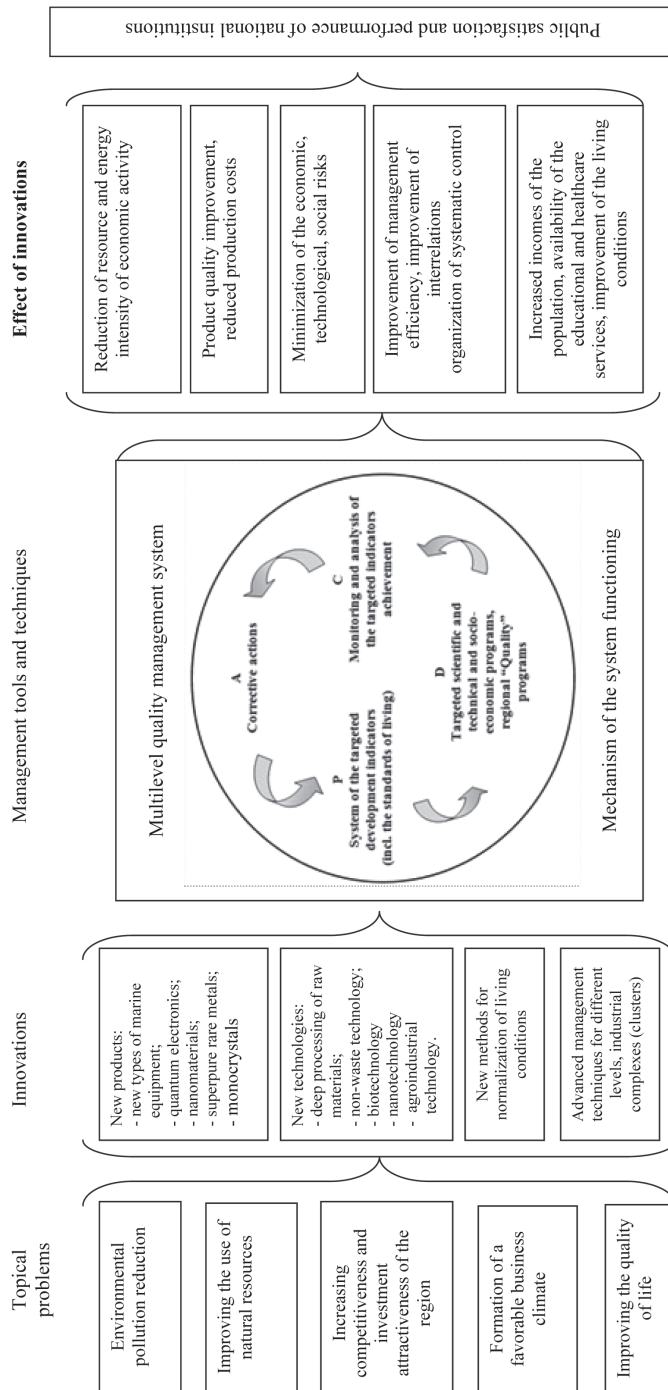 Topical
problems
Environmental
pollution reduction
Improving the use of
natural resources
Increasing
competitiveness and
investment
attractiveness of the
region
Formation of a
favorable business
climate
Improving the quality
of life
Innovations
New products:
- new types of marine
equipment;
- quantum electronics;
- nanomaterials;
- superpure rare metals;
- monocrystals
New technologies:
- deep processing of raw
materials;
- non-waste technology;
- biotechnology
- nanotechnology
- agroindustrial
technology.
New methods for
normalization of living
conditions
Advanced management
techniques for different
levels, industrial
complexes (clusters)
Management tools and techniques
Multilevel quality management system
A
Corrective actions
P
System of the targeted
development indicators
(incl. the standards of living)
C
Monitoring and analysis of
the targeted indicators
achievement
D
Targeted scientific and
technical and socio-
economic programs,
regional “Quality”
programs
Mechanism of the system functioning
Effect of innovations
Reduction of resource and energy
intensity of economic activity
Product quality improvement,
reduced production costs
Minimization of the economic,
technological, social risks
Improvement of management
efficiency, improvement of
interrelations
organization of systematic control
Increased incomes of the
population, availability of the
educational and healthcare
services, improvement of the living
conditions
Public satisfaction and performance of national institutions